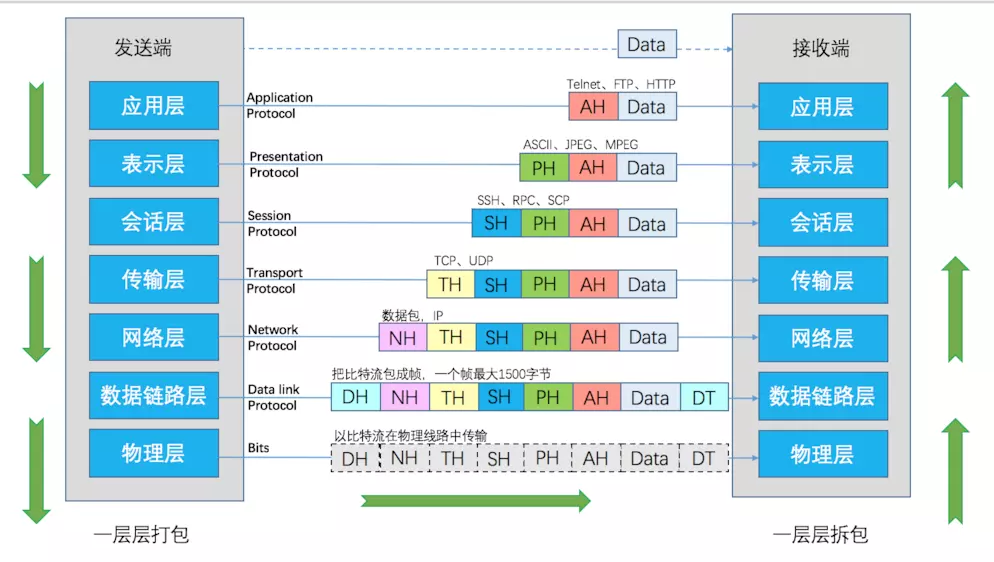 发送端
Data
接收端
应用层
Application
Protocol
Telnet、FTP、HTTP
AH Data
应用层
表示层
Presentation
Protocol
ASCII、JPEG、MPEG
PH AH Data
表示层
会话层
Session
Protocol
SSH、RPC、SCP
SH PH AH Data
会话层
传输层
Transport
Protocol
TCP、UDP
TH SH PH AH Data
传输层
网络层
Network
Protocol
数据包，IP
NH TH SH PH AH Data
网络层
数据链路层
Data link
Protocol
把比特流包成帧，一个帧最大1500字节
DH NH TH SH PH AH Data DT
数据链路层
物理层
Bits
以比特流在物理线路中传输
DH NH TH SH PH AH Data DT
物理层
一层层打包
一层层拆包